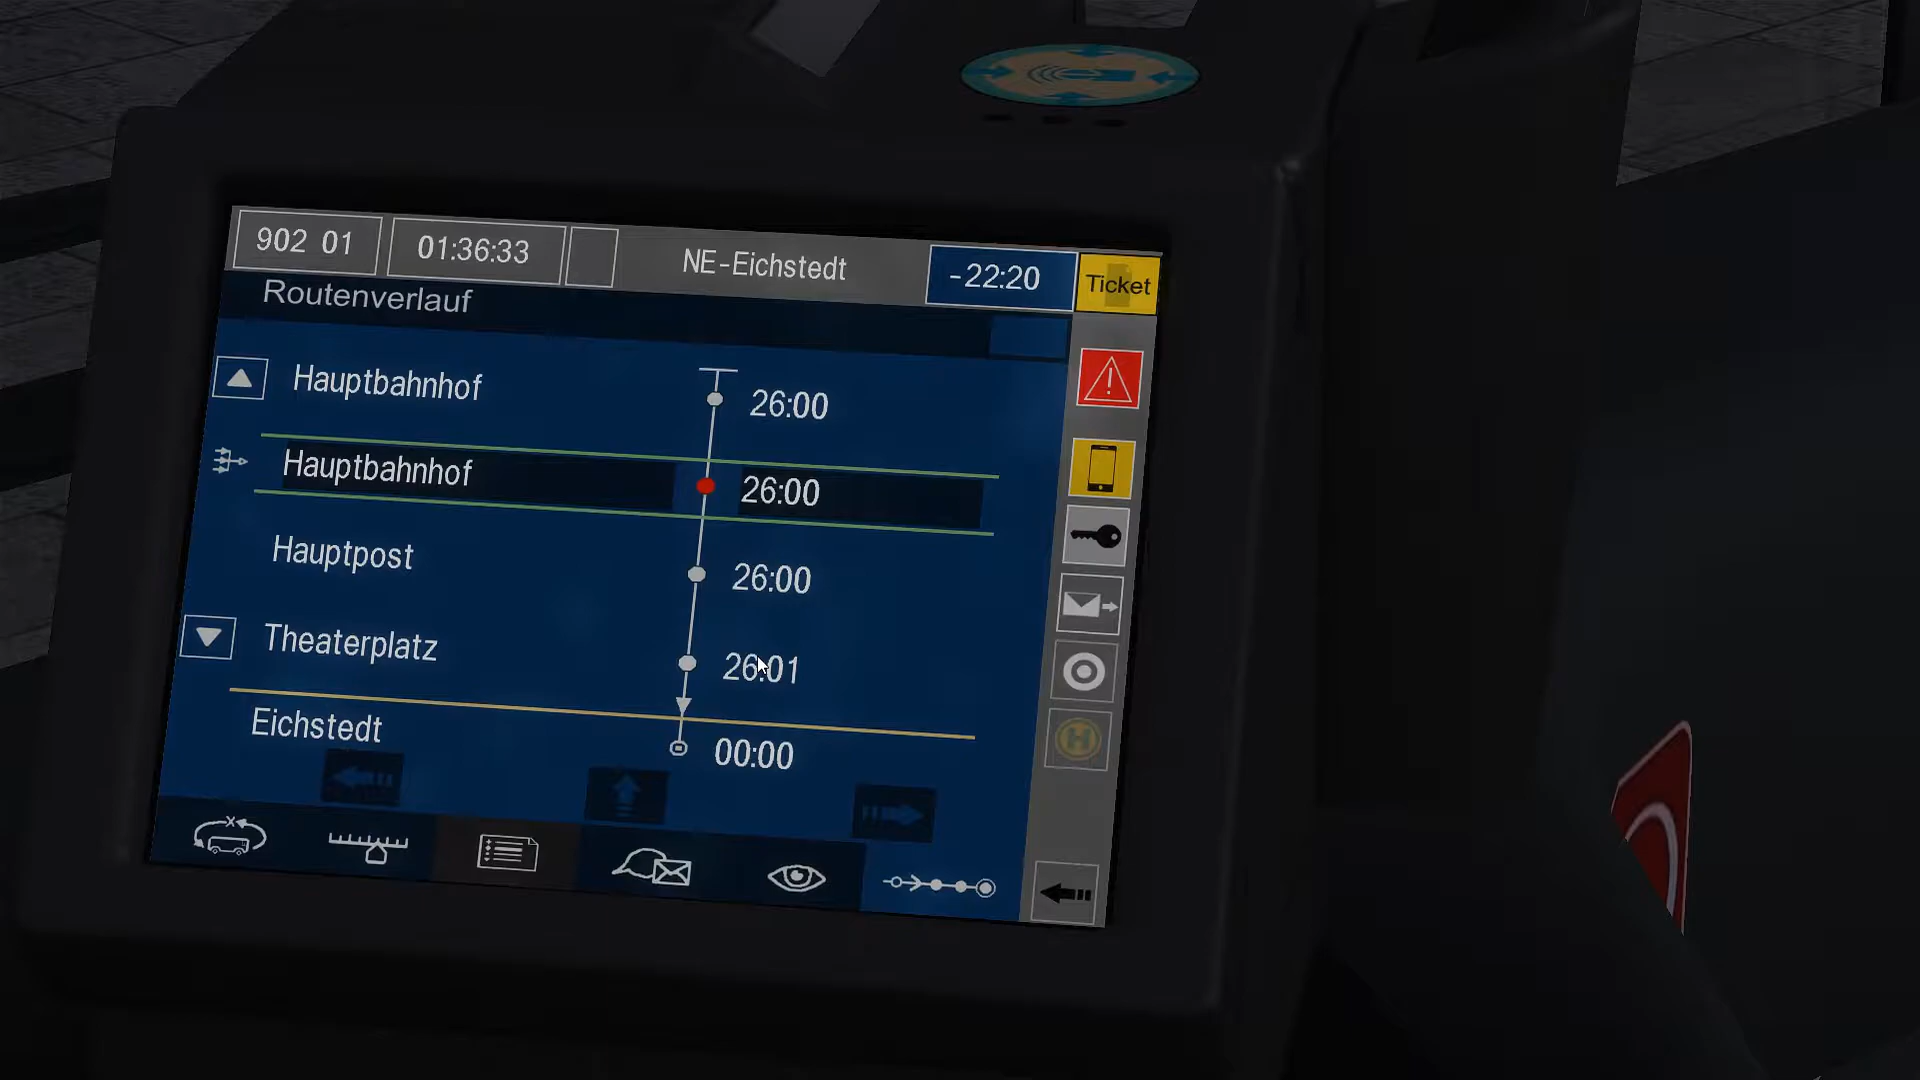 902 01 01:36:33 NE-Eichstedt -22:20 Ticket
Routenverlauf
Hauptbahnhof 26:00
Hauptbahnhof 26:00
Hauptpost 26:00
Theaterplatz 26:01
Eichstedt 00:00
X
H